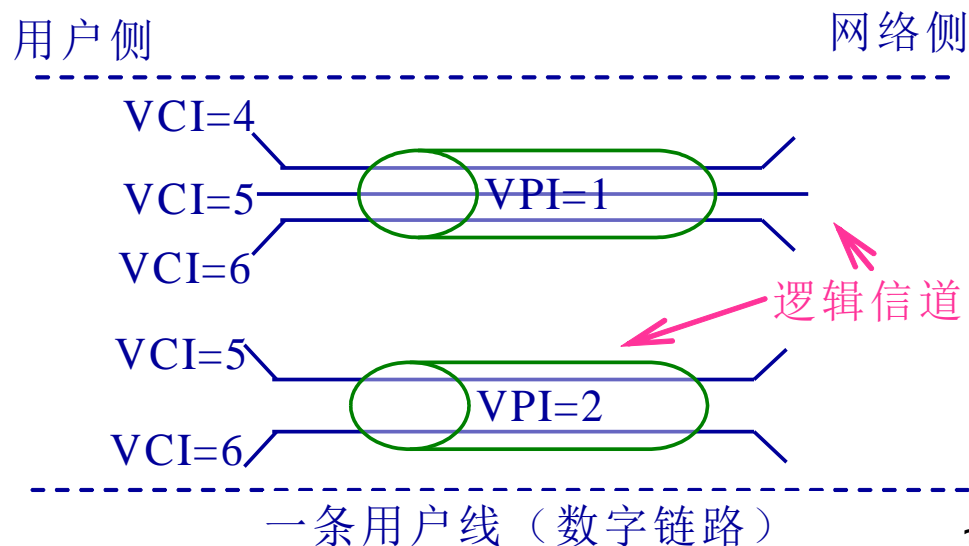 用户侧
网络侧
VCI=4
VCI=5
VPI=1
VCI=6
逻辑信道
VCI=5
VPI=2
VCI=6
一条用户线（数字链路）